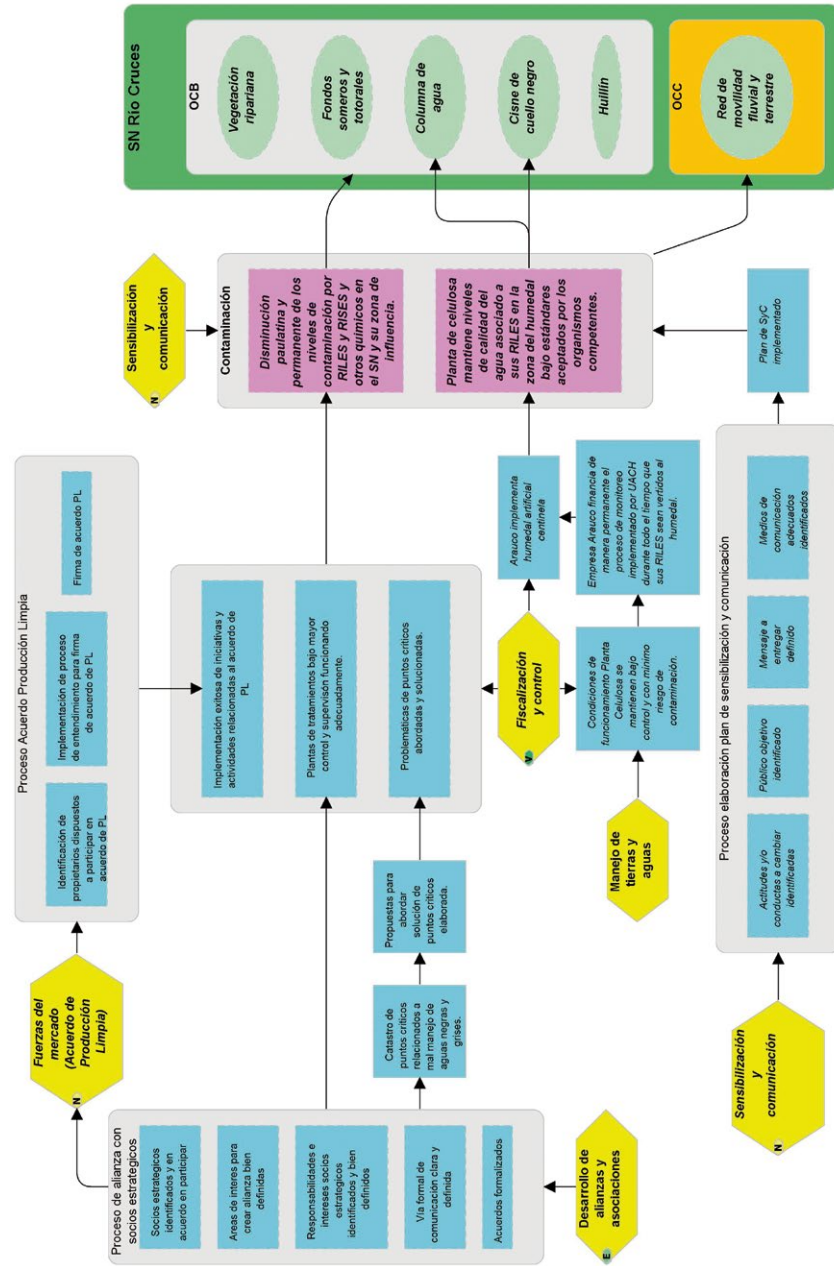 Proceso de alianza con
socios estrategicos
Socios estrategicos
identificados y en
acuerdo en participar
Areas de interes para
crear alianza bien
definidas
Responsabilidades e
intereses socios
estrategicos
identificados y bien
definidos
Vía formal de
comunicación clara y
definida
Acuerdos formalizados
E
Desarrollo de
alianzas y
asociaciones
N
Fuerzas del
mercado
(Acuerdo de
Producción
Limpia)
Proceso Acuerdo Producción Limpia
Identificación de
propietarios dispuestos
a participar en
acuerdo de PL
Implementación de proceso
de entendimiento para firma
de acuerdo de PL
Firma de acuerdo PL
Catastro de
puntos criticos
relacionados a
mal manejo de
aguas negras y
grises.
Propuestas para
abordar
solución de
puntos criticos
elaborada.
Implementación exitosa de iniciativas y
actividades relacionadas al acuerdo de
PL
Plantas de tratamientos bajo mayor
control y supervisón funcionando
adecuadamente.
Problemáticas de puntos criticos
abordadas y solucionadas.
Manejo de
tierras y
aguas
V
Fiscalización
y control
Condiciones de
funcionamiento Planta
Celulosa se
mantienen bajo
control y con minimo
riesgo de
contaminación.
Arauco implementa
humedal artificial
centinela
Empresa Arauco financia de
manera permanente el
proceso de monitoreo
implementado por UACH
durante todo el tiempo que
sus RILES sean vertidos al
humedal.
N
Sensibilización
y
comunicación
Proceso elaboración plan de sensibilización y comunicación
Actitudes y/o
conductas a cambiar
identificadas
Público objetivo
identificado
Mensaje a
entregar
definido
Medios de
comunicación
adecuados
identificados
Plan de SyC
implementado
N
Sensibilización
y
comunicación
Contaminación
Disminución
paulatina y
permanente de los
niveles de
contaminación por
RILES y RISES y
otros químicos en
el SN y su zona de
influencia.
Planta de celulosa
mantiene niveles
de calidad del
agua asociado a
sus RILES en la
zona del humedal
bajo estándares
aceptados por los
organismos
competentes.
SN Río Cruces
OCB
Vegetación
ripariana
Fondos
someros y
totorales
Columna de
agua
Cisne de
cuello negro
Huillín
OCC
Red de
movilidad
fluvial y
terrestre